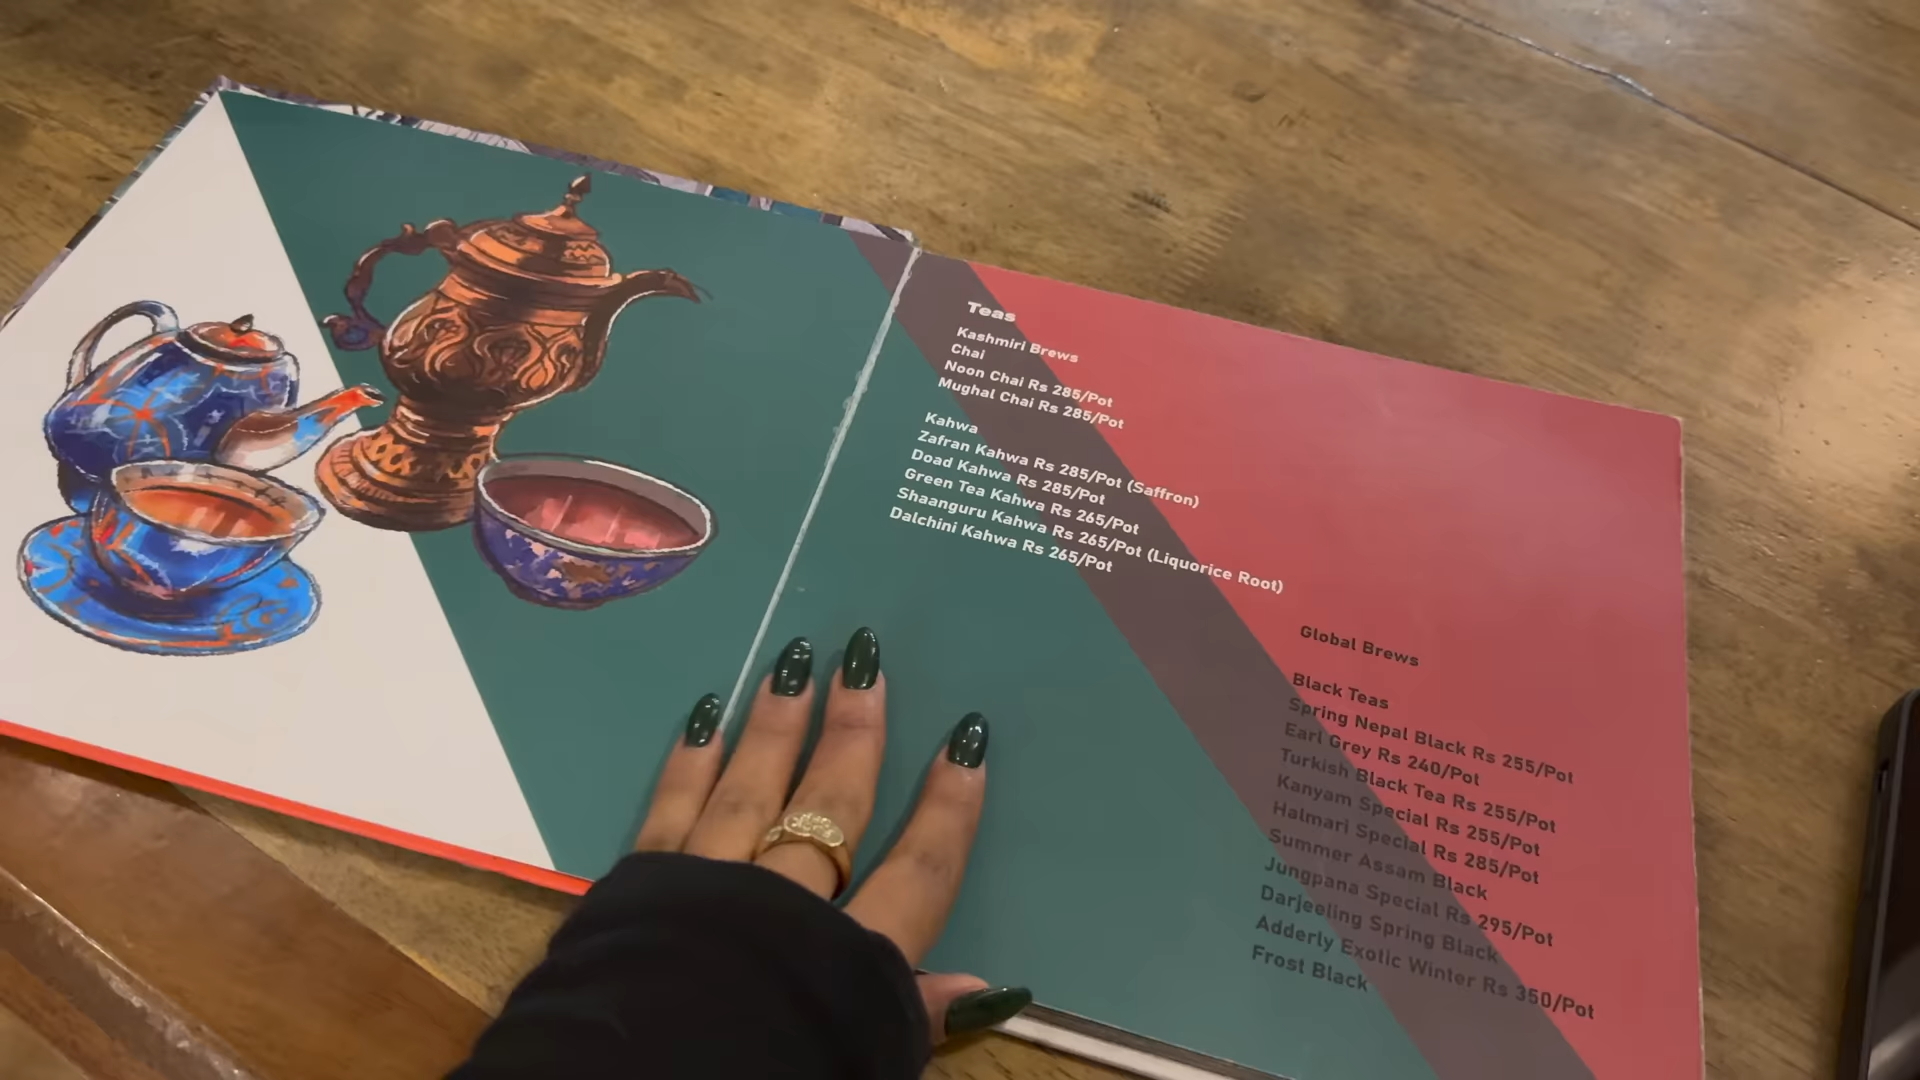 Teas
Kashmiri Brews
Chai
Noon Chai Rs 285/Pot
Mughal Chai Rs 285/Pot
Kahwa
Zafran Kahwa Rs 285/Pot (Saffron)
Doad Kahwa Rs 285/Pot
Green Tea Kahwa Rs 265/Pot
Shaanguru Kahwa Rs 265/Pot (Liquorice Root)
Dalchini Kahwa Rs 265/Pot
Global Brews
Black Teas
Spring Nepal Black Rs 255/Pot
Earl Grey Rs 240/Pot
Turkish Black Tea Rs 255/Pot
Kanyam Special Rs 255/Pot
Halmari Special Rs 285/Pot
Summer Assam Black
Jungpana Special Rs 295/Pot
Darjeeling Spring Black
Adderly Exotic Winter Rs 350/Pot
Frost Black